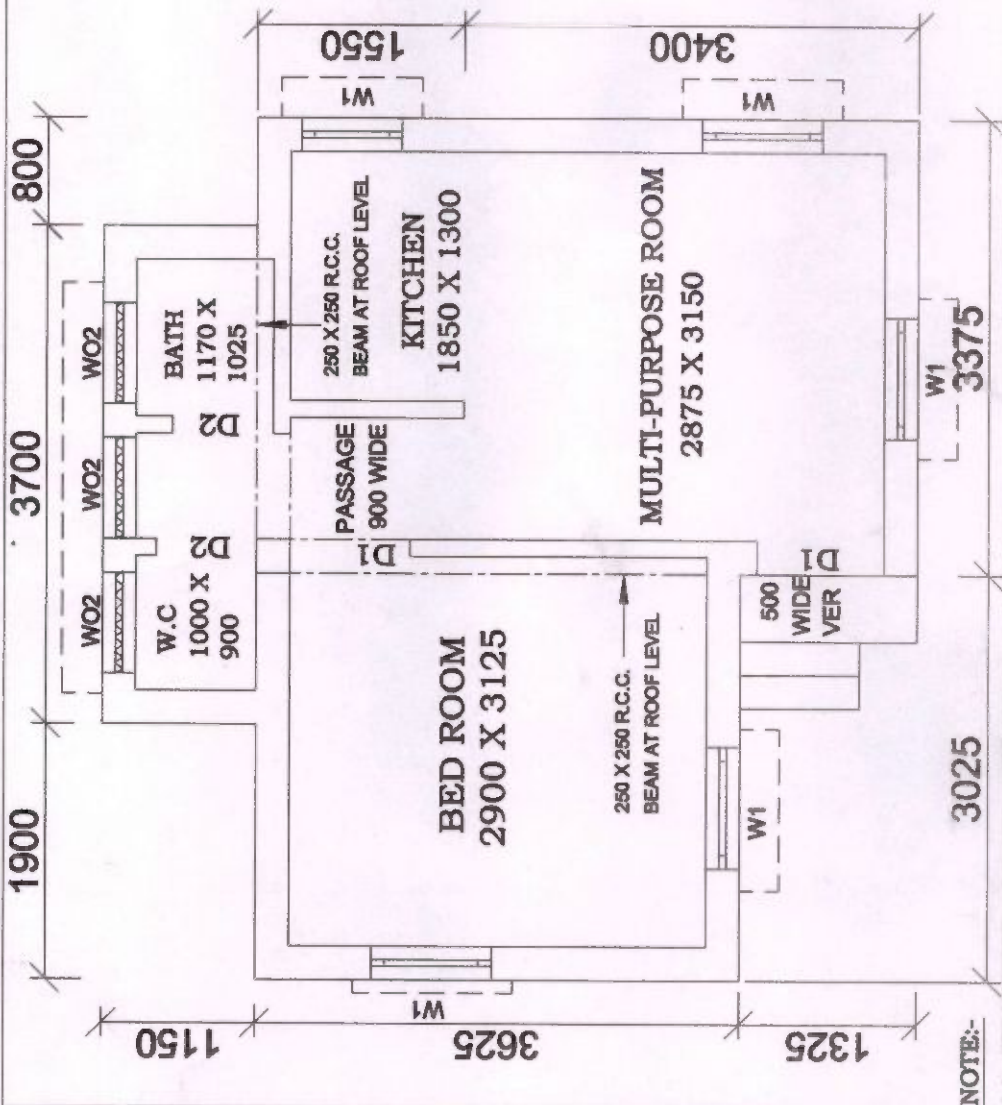 1900
3700
800
WO2
WO2
WO2
W.C
1000 X
900
D2
D2
BATH
1170 X
1025
1150
3625
1325
1550
3400
W1
W1
250 X 250 R.C.C.
BEAM AT ROOF LEVEL
KITCHEN
1850 X 1300
PASSAGE
900 WIDE
D1
BED ROOM
2900 X 3125
MULTI-PURPOSE ROOM
2875 X 3150
250 X 250 R.C.C.
BEAM AT ROOF LEVEL
500
WIDE
VER
D1
W1
W1
W1
3025
3375
NOTE:-